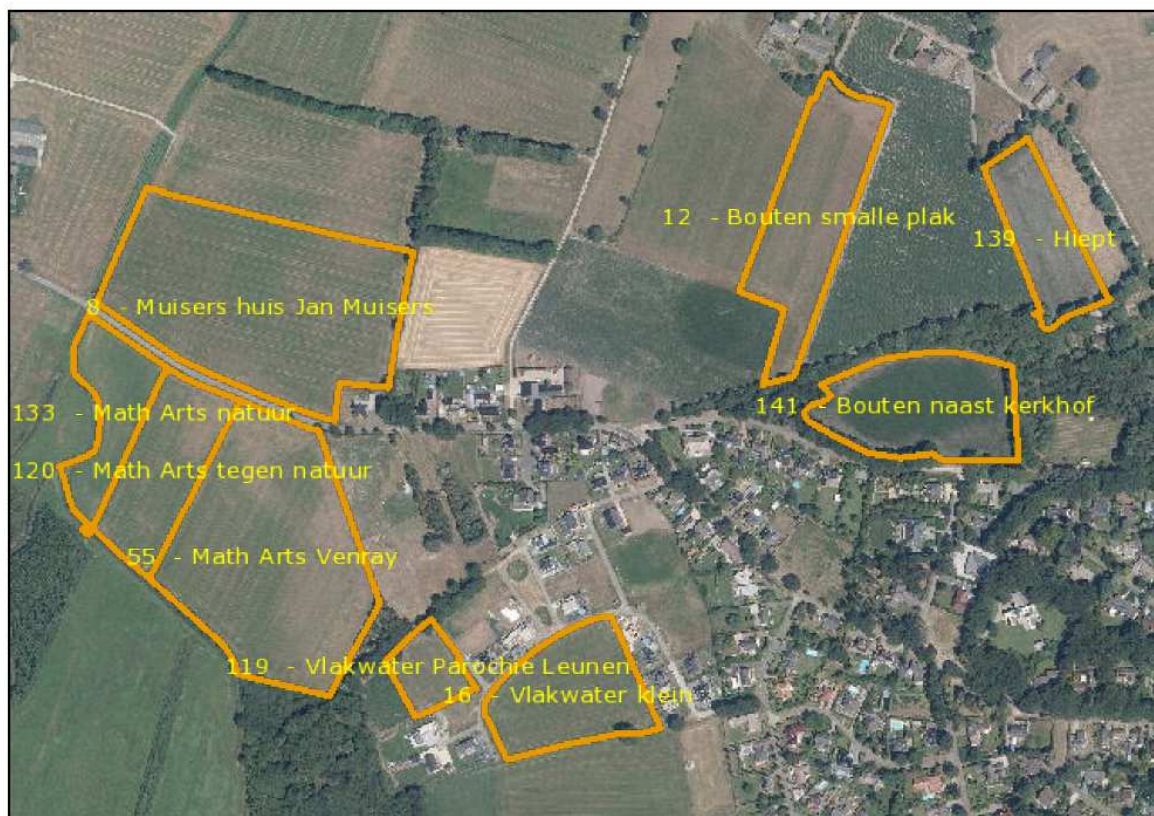 12 - Bouten smalle plak
139 - Hiept
8 - Muisers huis Jan Muisers
141 - Bouten naast kerkhof
133 - Math Arts natuur
120 - Math Arts tegen natuur
55 - Math Arts Venray
119 - Vlakwater Parochie Leunen
16 - Vlakwater klein